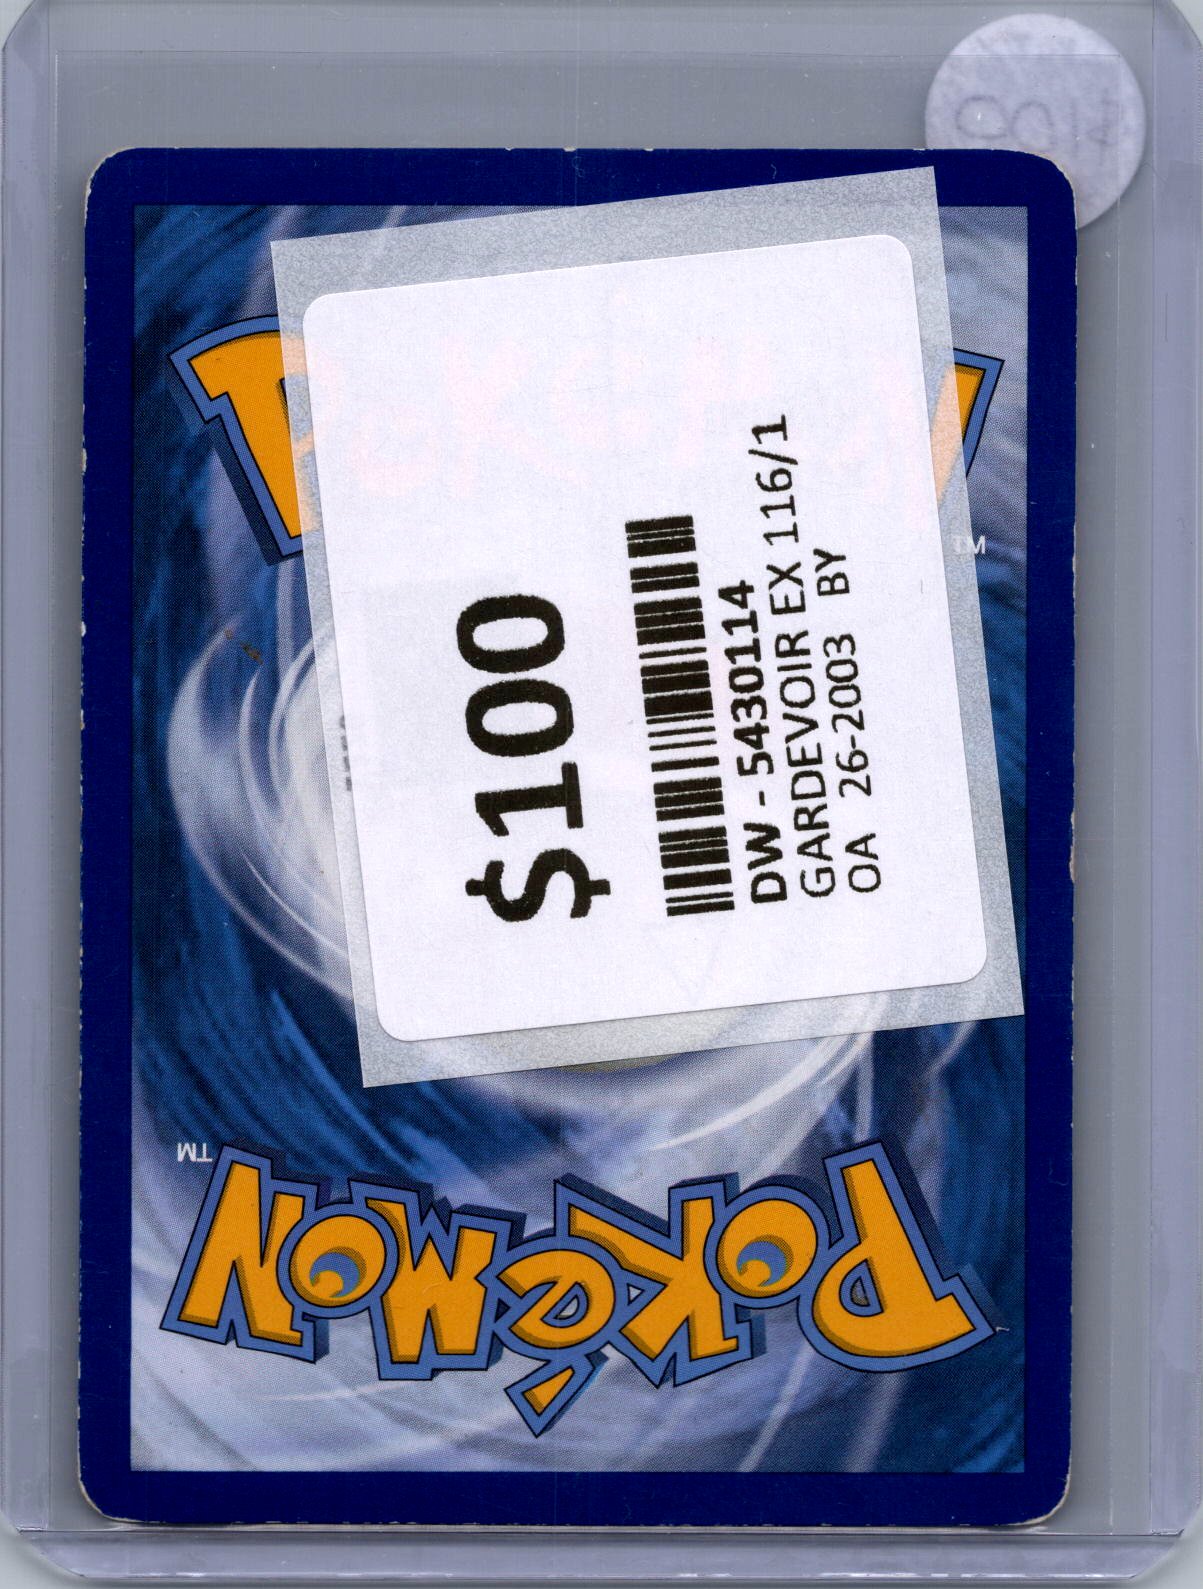 $100
DW - 5430114
GARDEVOIR EX 116/1
OA 26-2003 BY
TM
TM
POKéMON